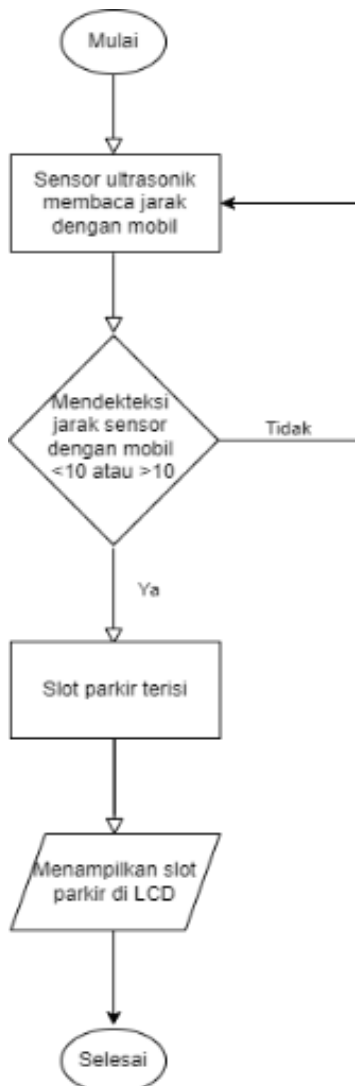 Mulai
Sensor ultrasonik
membaca jarak
dengan mobil
Mendekteksi
jarak sensor
dengan mobil
<10 atau >10
Tidak
Ya
Slot parkir terisi
Menampilkan slot
parkir di LCD
Selesai